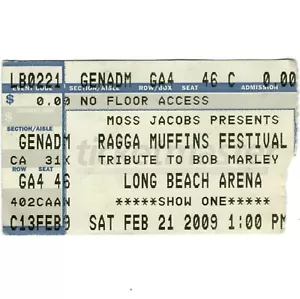 LB0221 GENADM GA4 46 C 0.00
EVENT CODE SECTION/AISLE ROW/BOX SEAT ADMISSION
$ 0.00 NO FLOOR ACCESS
SECTION/AISLE
MOSS JACOBS PRESENTS
GENADM RAGGA MUFFINS FESTIVAL
CA 31X TRIBUTE TO BOB MARLEY
ROW SEAT
GA4 46 LONG BEACH ARENA
402CAAN *****SHOW ONE*****
C13FEB9 SAT FEB 21 2009 1:00 PM